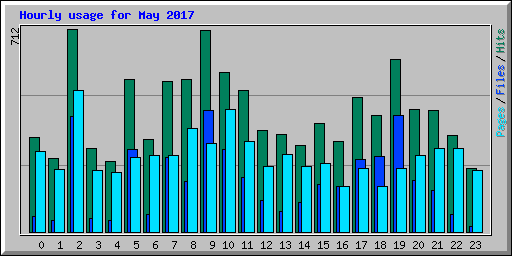 Hourly usage for May 2017
712
Pages/Files/Hits
0 1 2 3 4 5 6 7 8 9 10 11 12 13 14 15 16 17 18 19 20 21 22 23